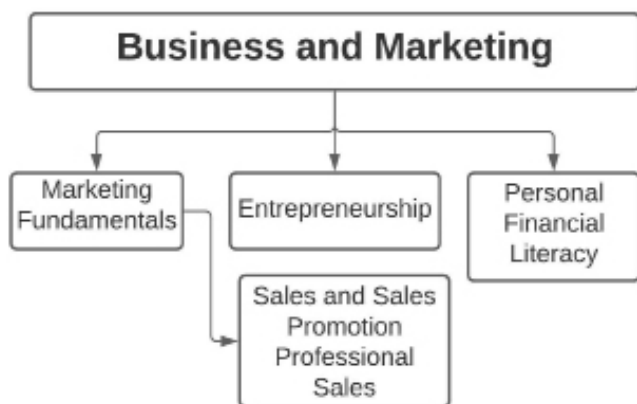 Business and Marketing
Marketing
Fundamentals
Entrepreneurship
Personal
Financial
Literacy
Sales and Sales
Promotion
Professional
Sales